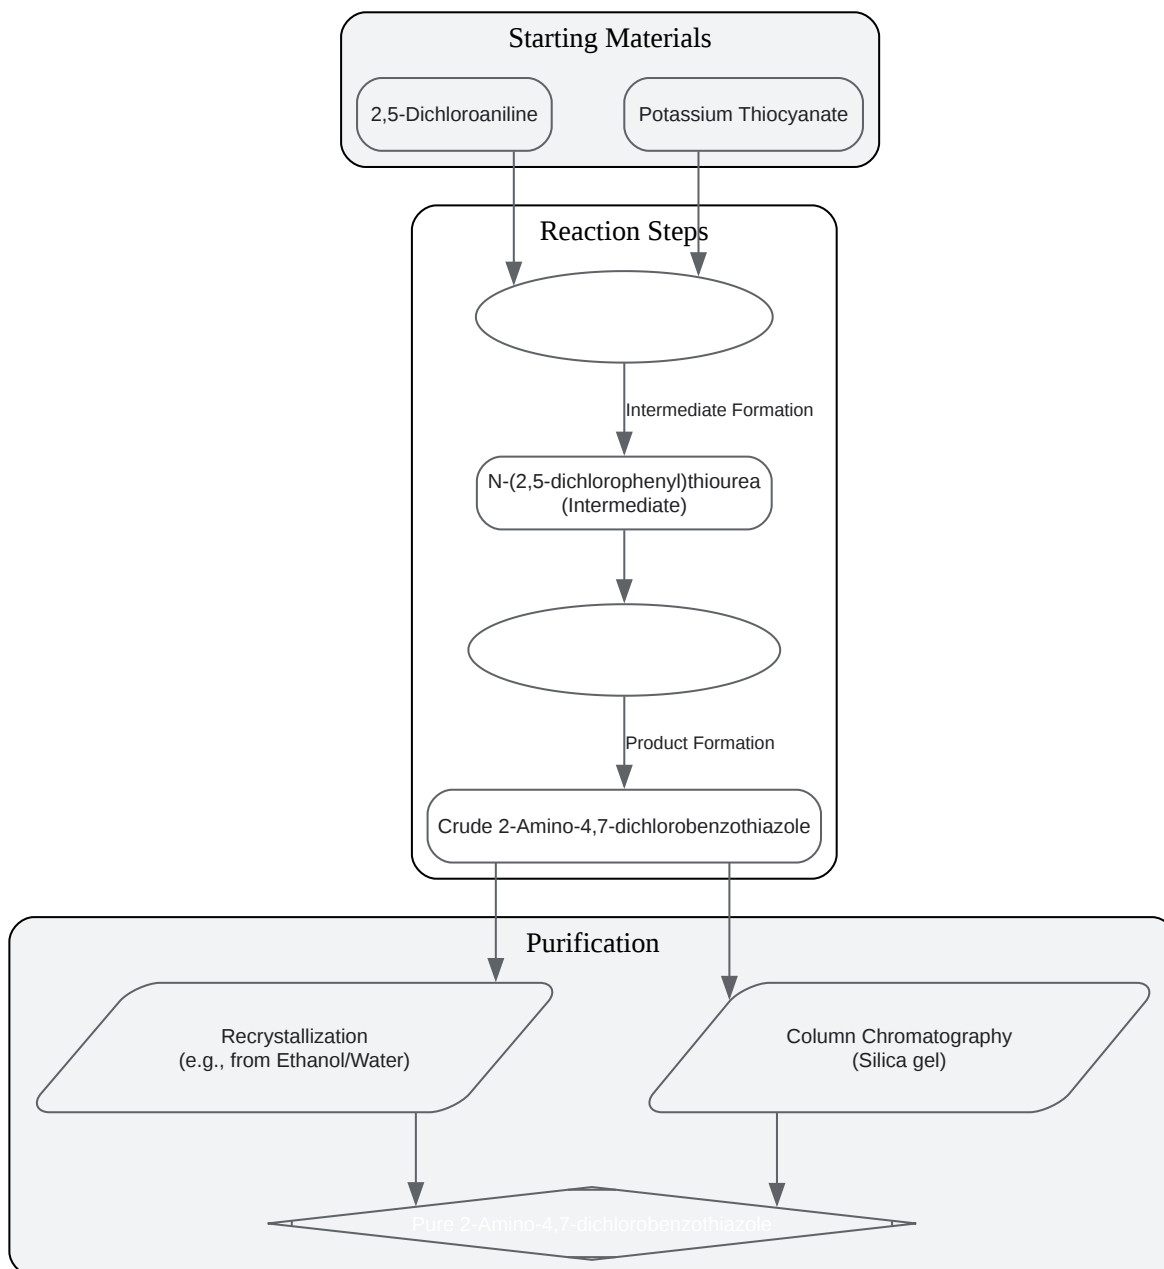 Starting Materials
2,5-Dichloroaniline
Potassium Thiocyanate
Reaction Steps
Intermediate Formation
N-(2,5-dichlorophenyl)thiourea
(Intermediate)
Product Formation
Crude 2-Amino-4,7-dichlorobenzothiazole
Purification
Recrystallization
(e.g., from Ethanol/Water)
Column Chromatography
(Silica gel)
Pure 2-Amino-4,7-dichlorobenzothiazole